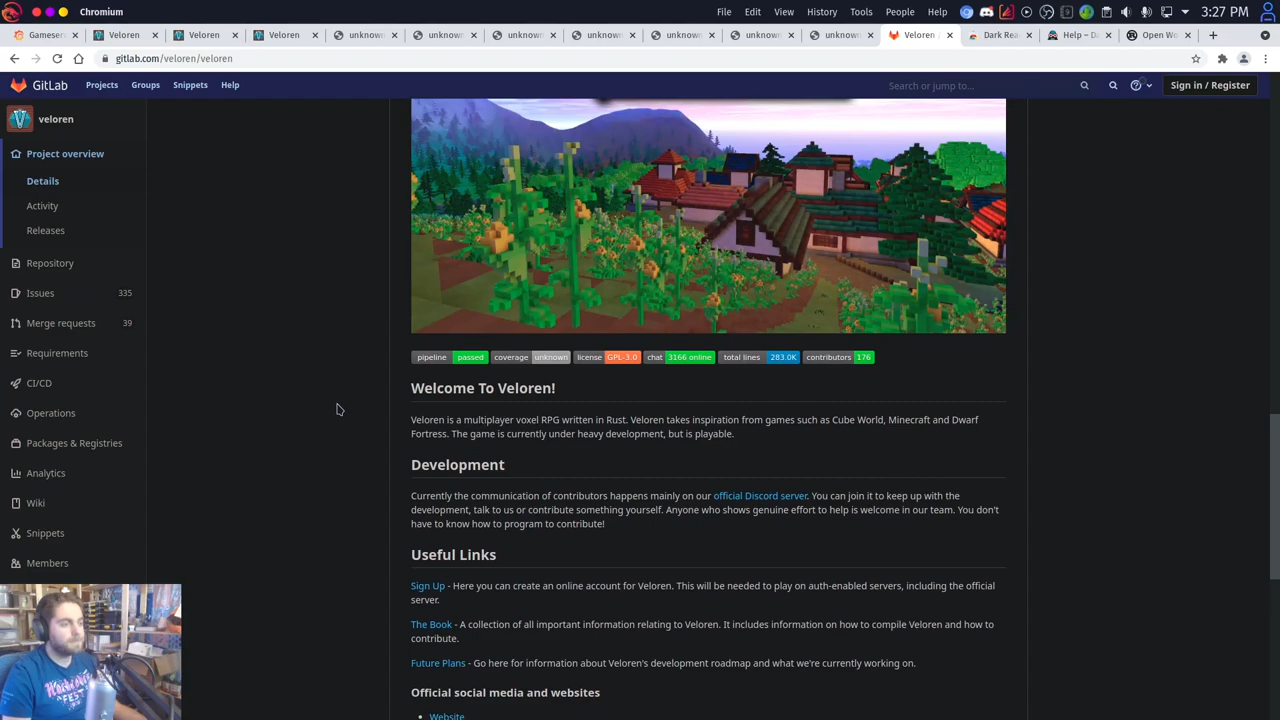 Chromium
File Edit View History Tools People Help
3:27 PM
Gameser
Veloren
Veloren
Veloren
unknown
unknown
unknown
unknown
unknown
unknown
unknown
Veloren
Dark Rea
Help – Da
Open Wo
gitlab.com/veloren/veloren
GitLab
Projects
Groups
Snippets
Help
Search or jump to...
Sign in / Register
veloren
Project overview
Details
Activity
Releases
Repository
Issues 335
Merge requests 39
Requirements
CI/CD
Operations
Packages & Registries
Analytics
Wiki
Snippets
Members
pipeline passed coverage unknown license GPL-3.0 chat 3166 online total lines 283.0K contributors 176
Welcome To Veloren!
Veloren is a multiplayer voxel RPG written in Rust. Veloren takes inspiration from games such as Cube World, Minecraft and Dwarf
Fortress. The game is currently under heavy development, but is playable.
Development
Currently the communication of contributors happens mainly on our official Discord server. You can join it to keep up with the
development, talk to us or contribute something yourself. Anyone who shows genuine effort to help is welcome in our team. You don't
have to know how to program to contribute!
Useful Links
Sign Up - Here you can create an online account for Veloren. This will be needed to play on auth-enabled servers, including the official
server.
The Book - A collection of all important information relating to Veloren. It includes information on how to compile Veloren and how to
contribute.
Future Plans - Go here for information about Veloren's development roadmap and what we're currently working on.
Official social media and websites
• Website